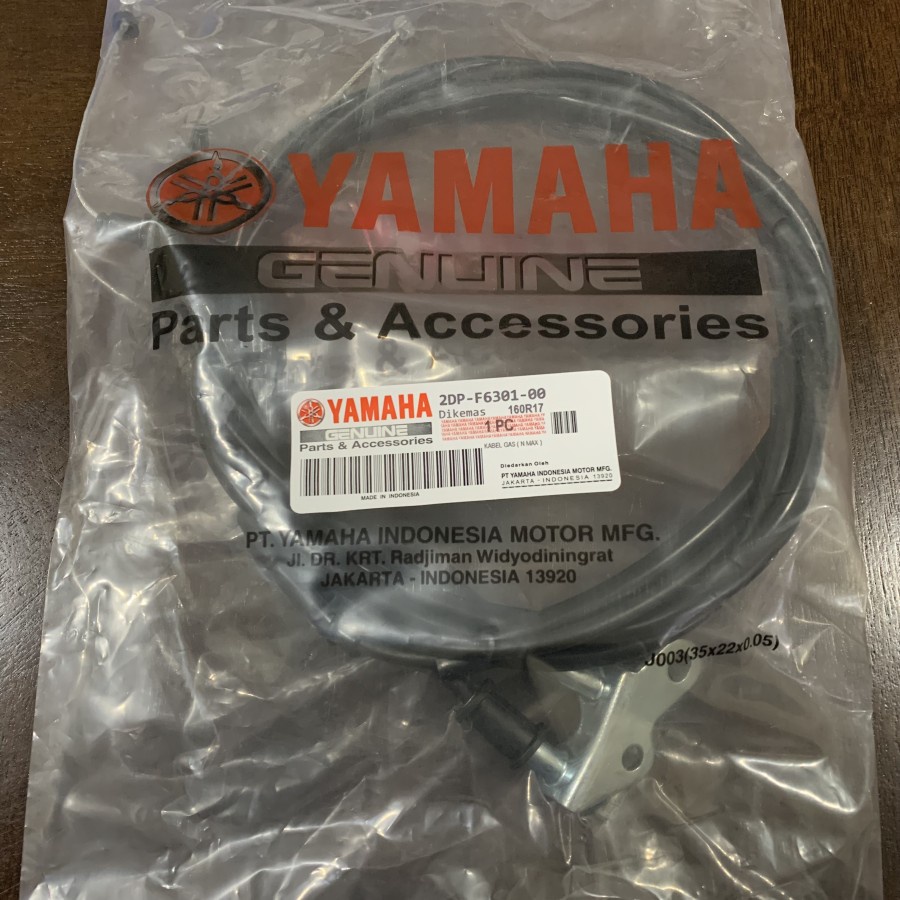 YAMAHA
GENUINE
Parts & Accessories
YAMAHA
GENUINE
Parts & Accessories
2DP-F6301-00
Dikemas 160R17
1 PC
KABEL GAS ( N MAX )
Diedarkan Oleh
PT YAMAHA INDONESIA MOTOR MFG.
JAKARTA - INDONESIA 13920
MADE IN INDONESIA
PT. YAMAHA INDONESIA MOTOR MFG.
Jl. DR. KRT. Radjiman Widyodiningrat
JAKARTA - INDONESIA 13920
J003(35x22x0.05)